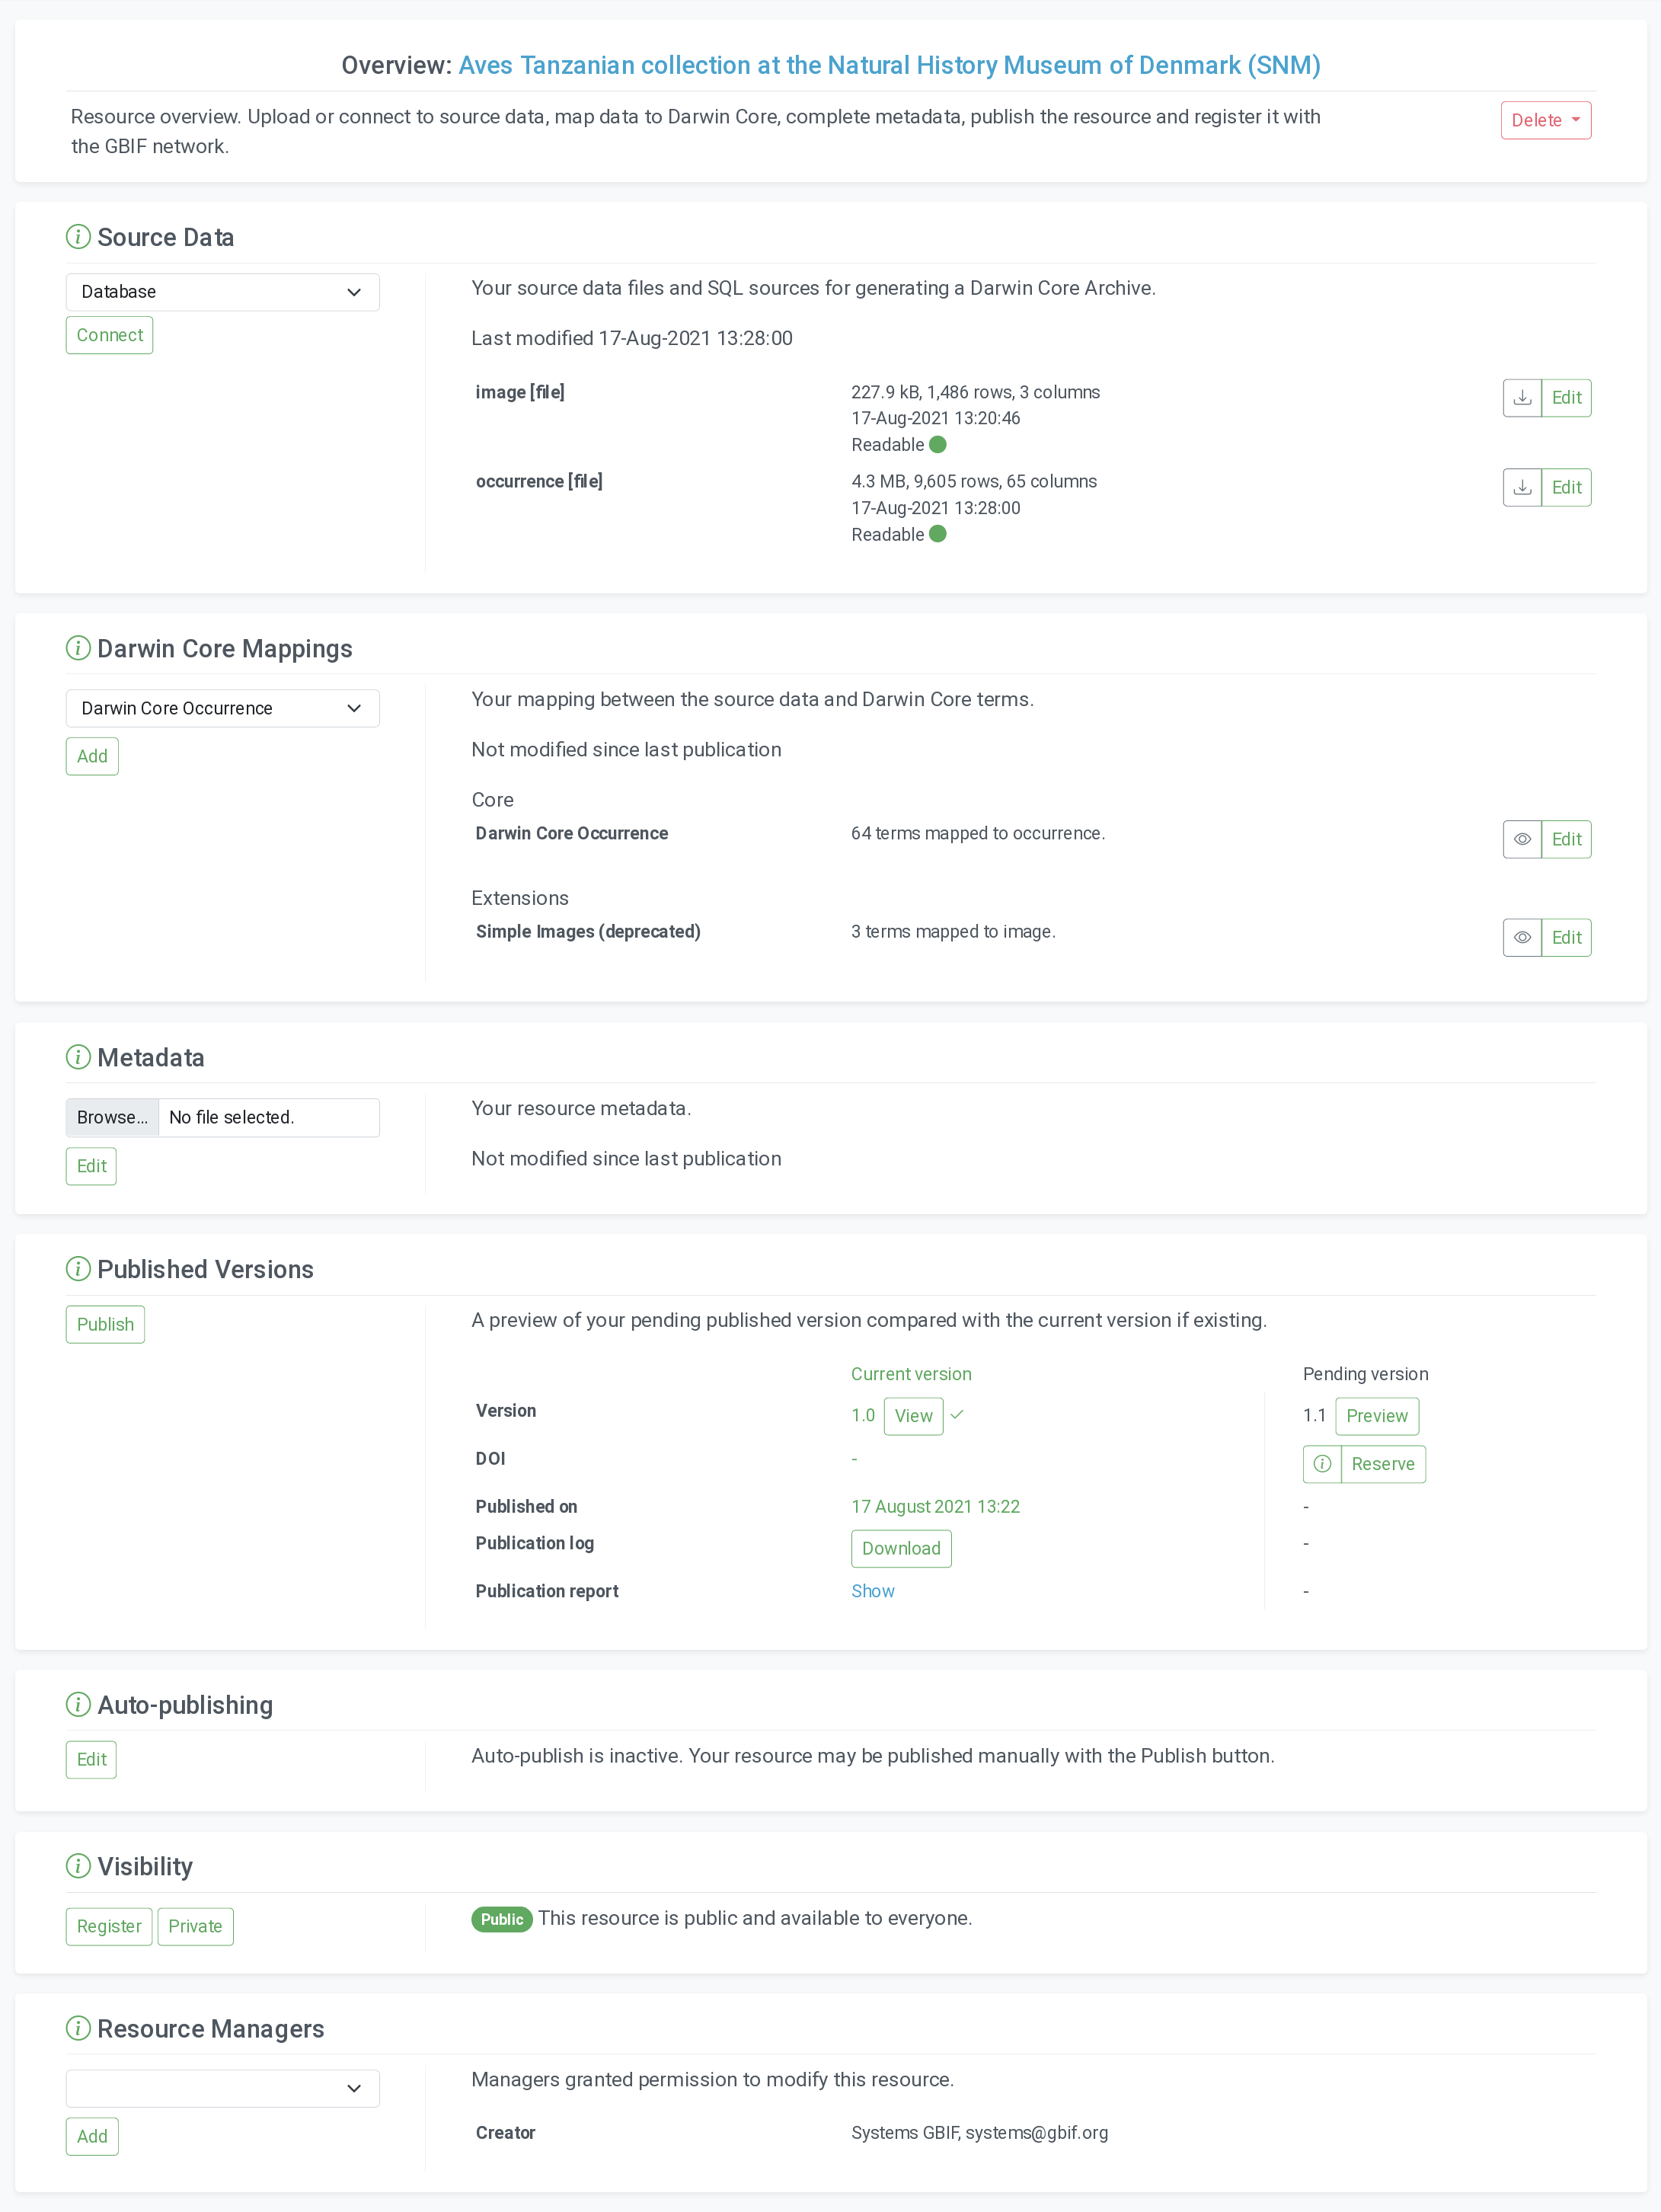 Overview: Aves Tanzanian collection at the Natural History Museum of Denmark (SNM)
Resource overview. Upload or connect to source data, map data to Darwin Core, complete metadata, publish the resource and register it with
the GBIF network.
Delete
Source Data
Database
Connect
Your source data files and SQL sources for generating a Darwin Core Archive.
Last modified 17-Aug-2021 13:28:00
image [file]
227.9 kB, 1,486 rows, 3 columns
17-Aug-2021 13:20:46
Readable
Edit
occurrence [file]
4.3 MB, 9,605 rows, 65 columns
17-Aug-2021 13:28:00
Readable
Edit
Darwin Core Mappings
Darwin Core Occurrence
Add
Your mapping between the source data and Darwin Core terms.
Not modified since last publication
Core
Darwin Core Occurrence
64 terms mapped to occurrence.
Edit
Extensions
Simple Images (deprecated)
3 terms mapped to image.
Edit
Metadata
Browse... No file selected.
Edit
Your resource metadata.
Not modified since last publication
Published Versions
Publish
A preview of your pending published version compared with the current version if existing.
Current version Pending version
Version 1.0 View 1.1 Preview
DOI - Reserve
Published on 17 August 2021 13:22 -
Publication log Download -
Publication report Show -
Auto-publishing
Edit
Auto-publish is inactive. Your resource may be published manually with the Publish button.
Visibility
Register Private
Public This resource is public and available to everyone.
Resource Managers
Add
Managers granted permission to modify this resource.
Creator Systems GBIF, systems@gbif.org